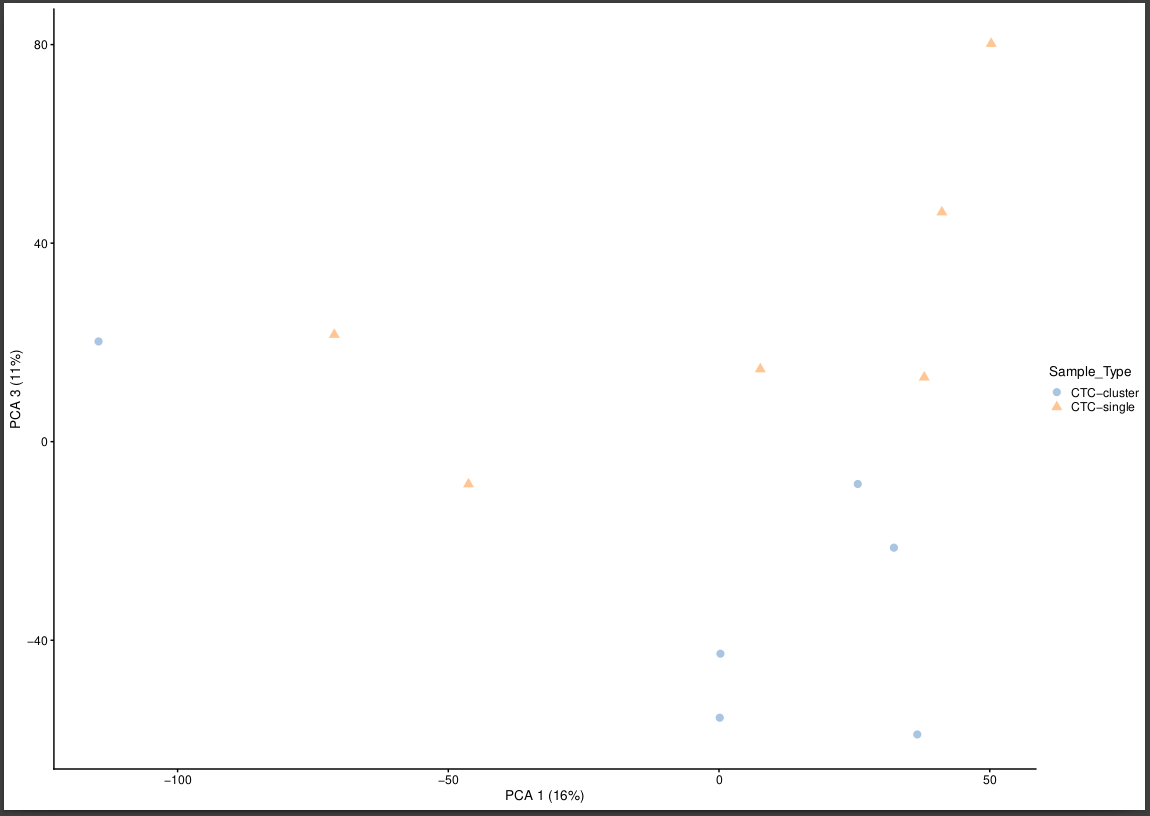 80
40
0
−40
PCA 3 (11%)
−100
−50
0
50
PCA 1 (16%)
Sample_Type
CTC−cluster
CTC−single